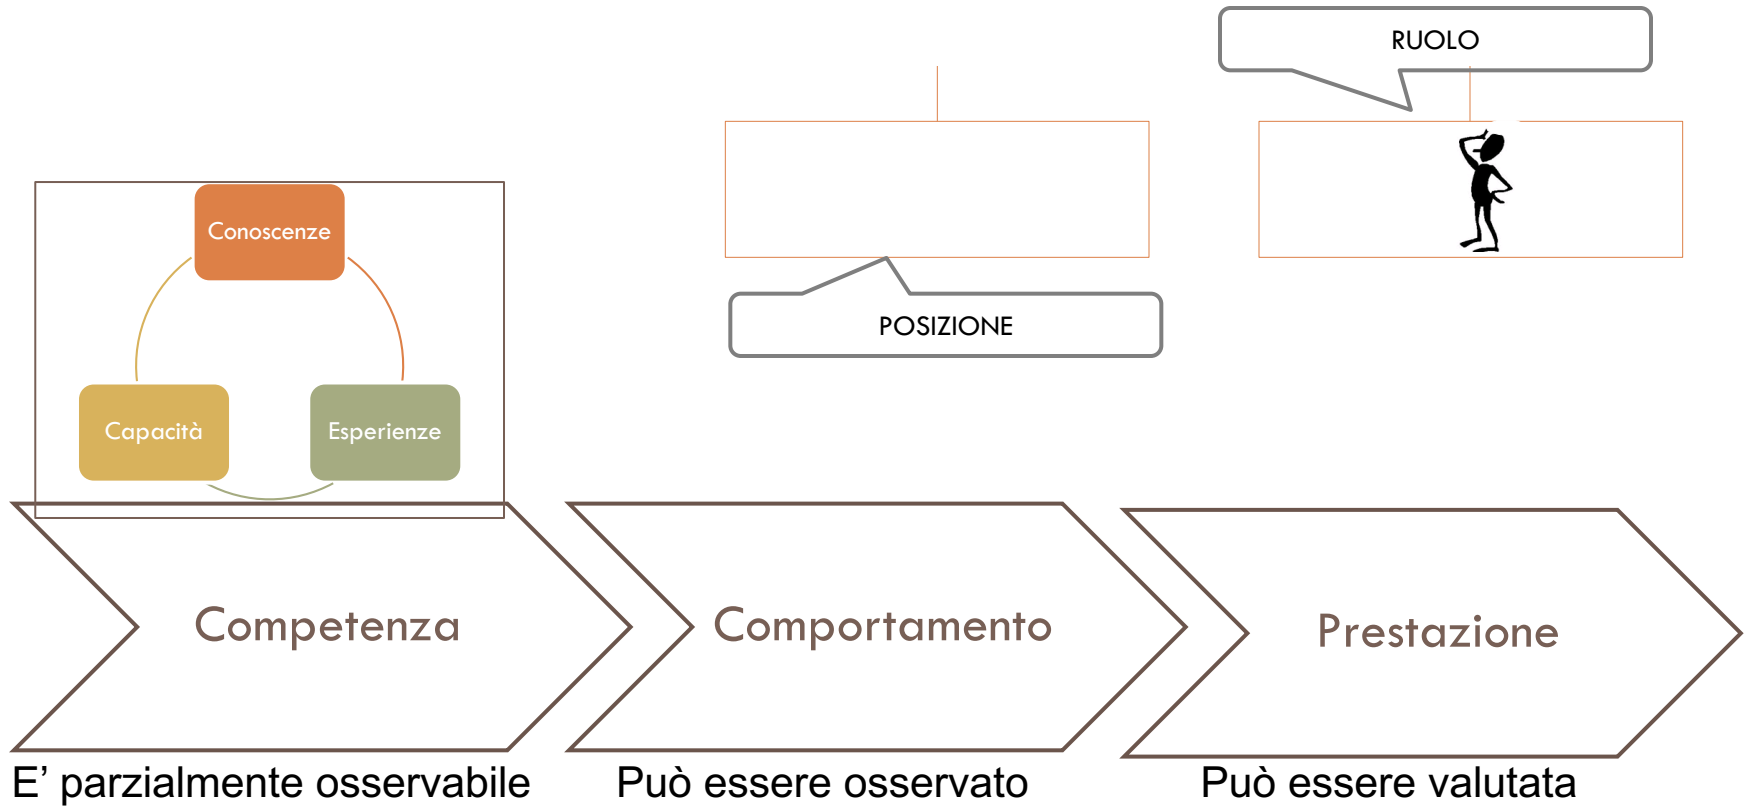 RUOLO
Conoscenze
POSIZIONE
Capacità
Esperienze
Competenza
Comportamento
Prestazione
E’ parzialmente osservabile
Può essere osservato
Può essere valutata